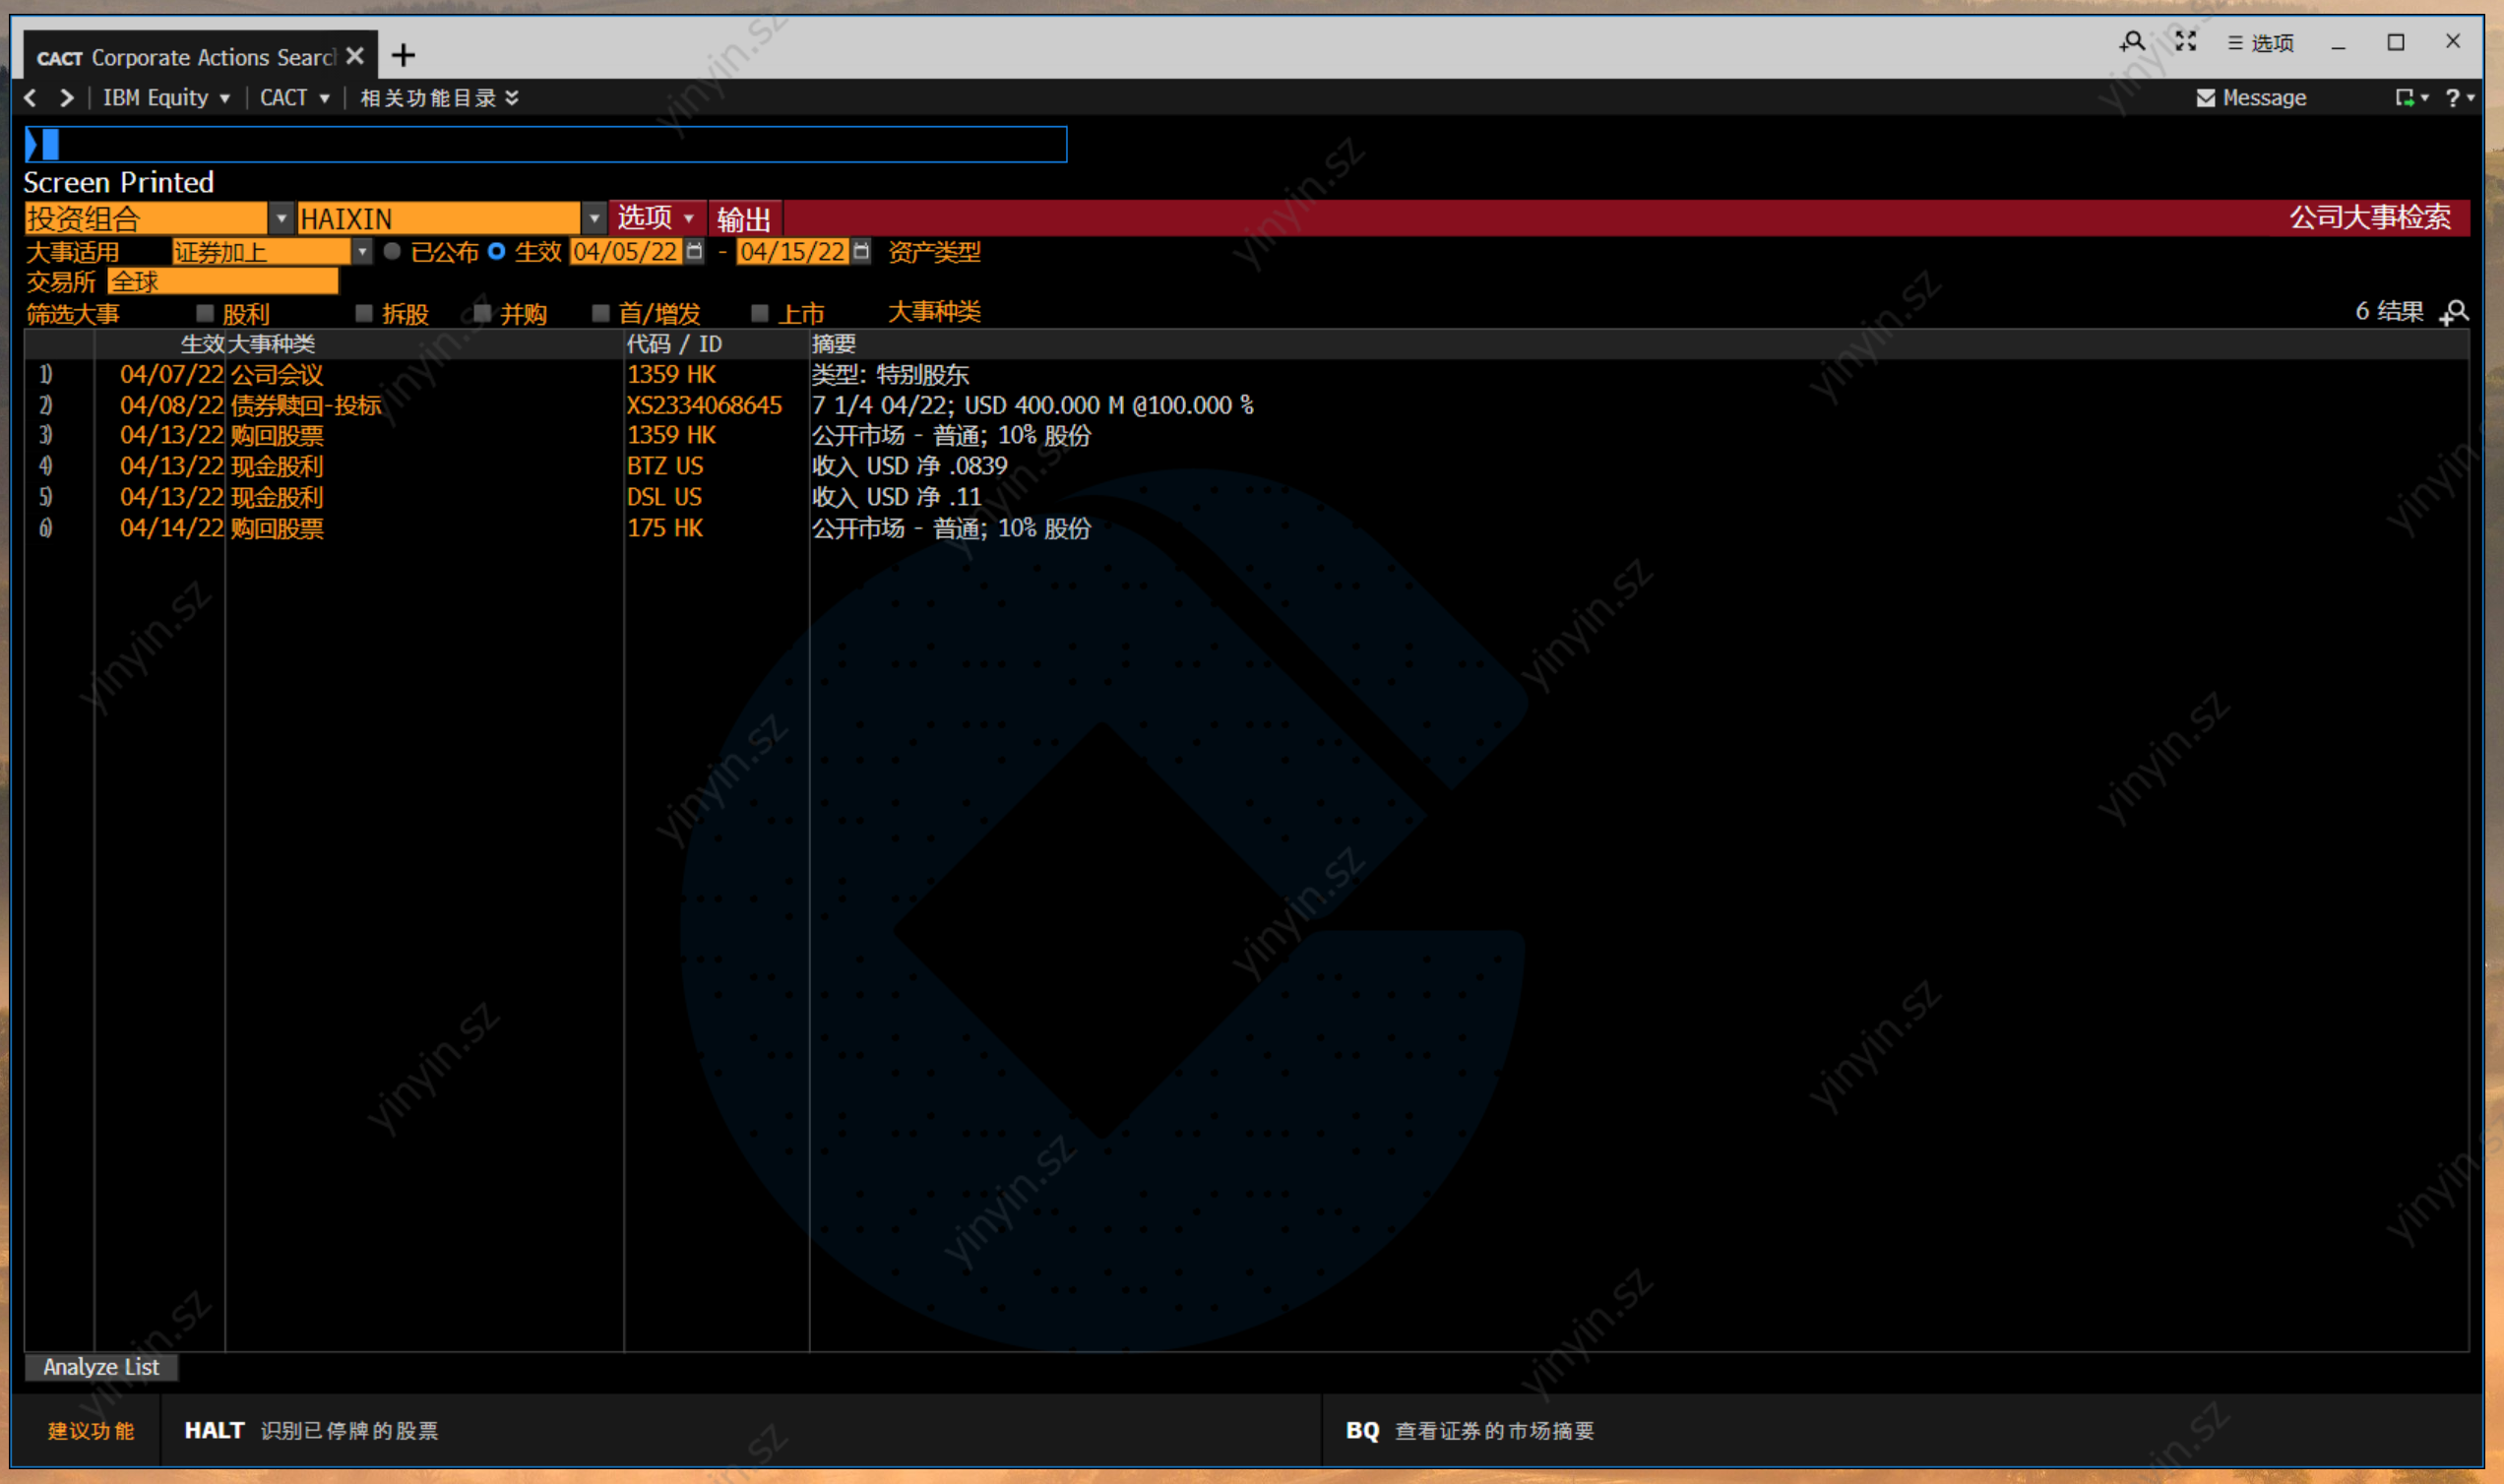 CACT Corporate Actions Searc
选项
IBM Equity CACT 相关功能目录 Message ?
Screen Printed
投资组合 HAIXIN 选项 输出 公司大事检索
大事适用 证券加上 已公布 生效 04/05/22 - 04/15/22 资产类型
交易所 全球
筛选大事 股利 拆股 并购 首/增发 上市 大事种类 6 结果
生效 大事种类 代码 / ID 摘要
1) 04/07/22 公司会议 1359 HK 类型: 特别股东
2) 04/08/22 债券赎回-投标 XS2334068645 7 1/4 04/22; USD 400.000 M @100.000 %
3) 04/13/22 购回股票 1359 HK 公开市场 - 普通; 10% 股份
4) 04/13/22 现金股利 BTZ US 收入 USD 净 .0839
5) 04/13/22 现金股利 DSL US 收入 USD 净 .11
6) 04/14/22 购回股票 175 HK 公开市场 - 普通; 10% 股份
Analyze List
建议功能 HALT 识别已停牌的股票 BQ 查看证券的市场摘要
yinyin.sz